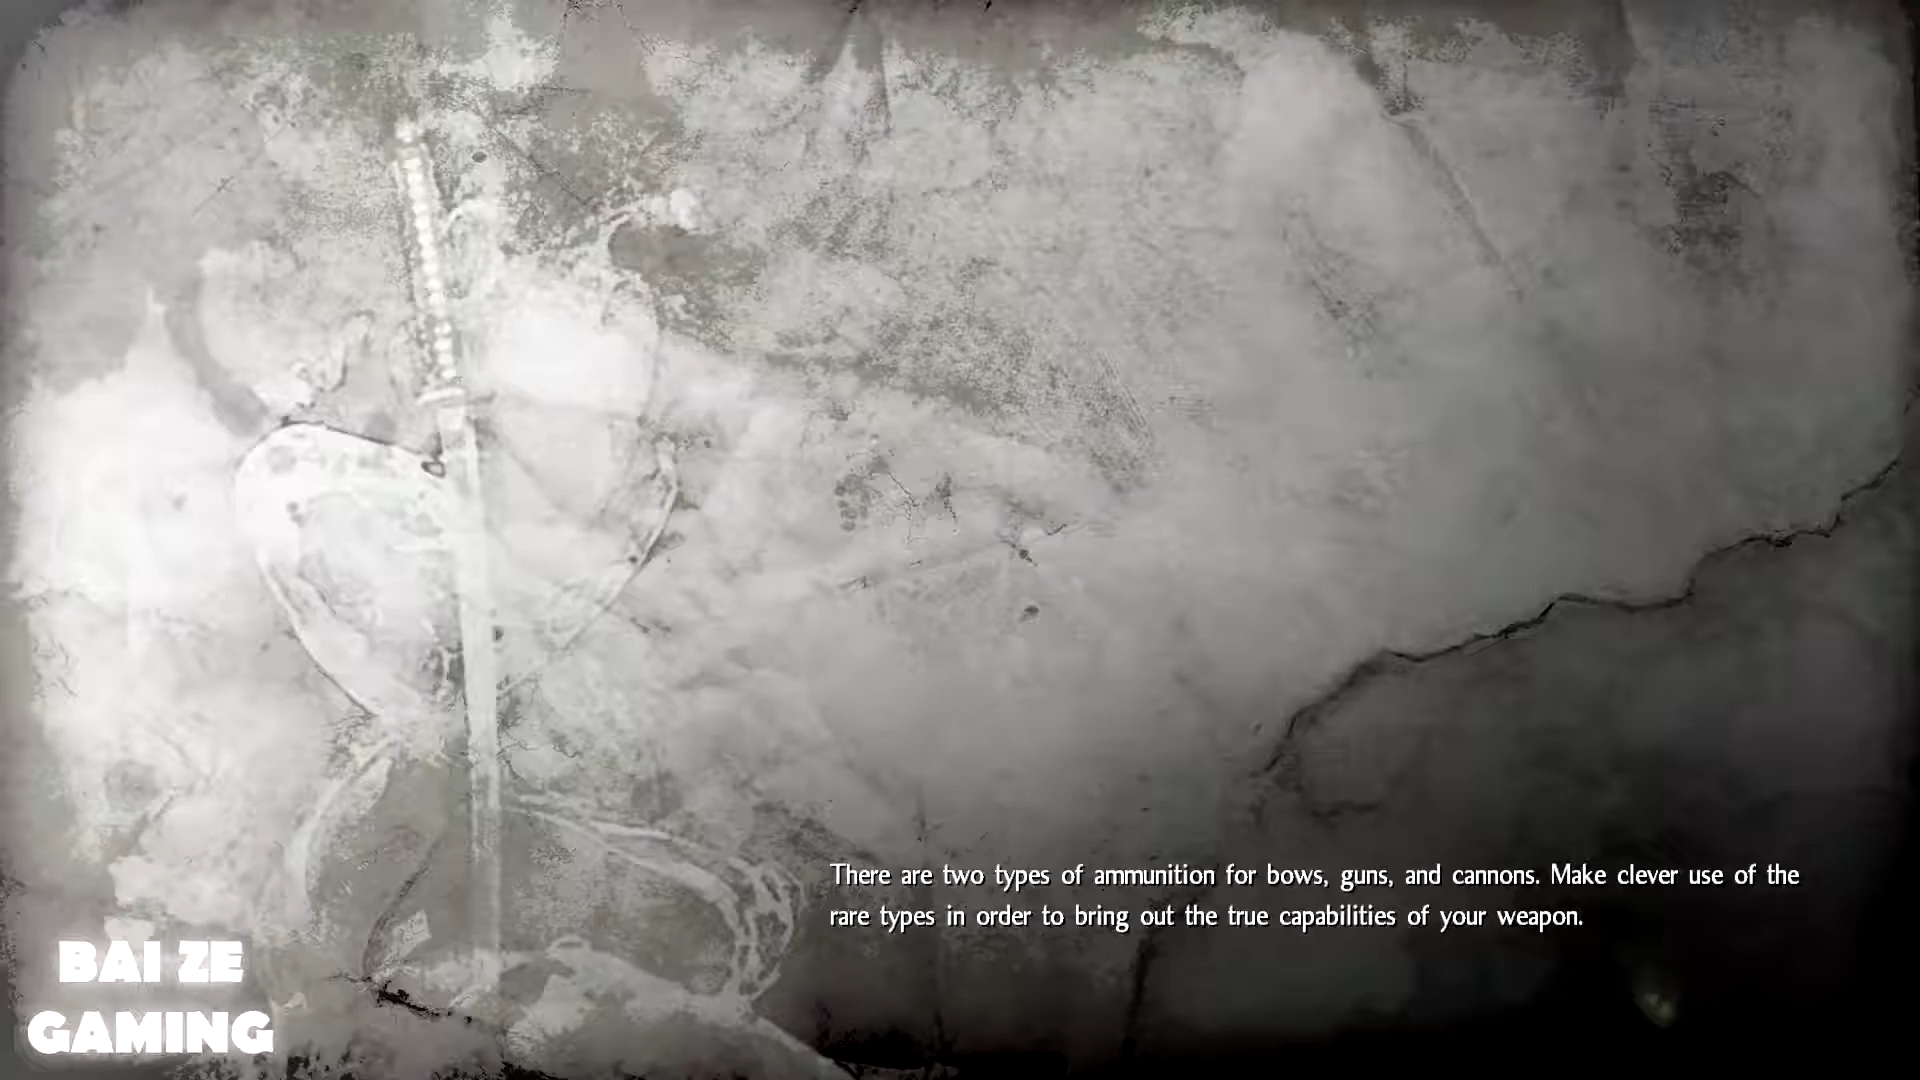 There are two types of ammunition for bows, guns, and cannons. Make clever use of the
rare types in order to bring out the true capabilities of your weapon.
BAI ZE
GAMING